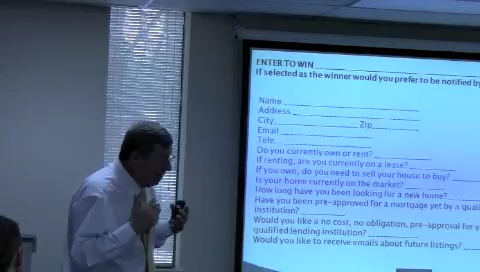 ENTER TO WIN
If selected as the winner would you prefer to be notified by
Name
Address
City Zip
Email
Tele.
Do you currently own or rent?
If renting, are you currently on a lease?
If you own, do you need to sell your house to buy?
Is your home currently on the market?
How long have you been looking for a new home?
Have you been pre-approved for a mortgage yet by a
institution?
Would you like a no cost, no obligation, pre-approval for
qualified lending institution?
Would you like to receive emails about future listings?